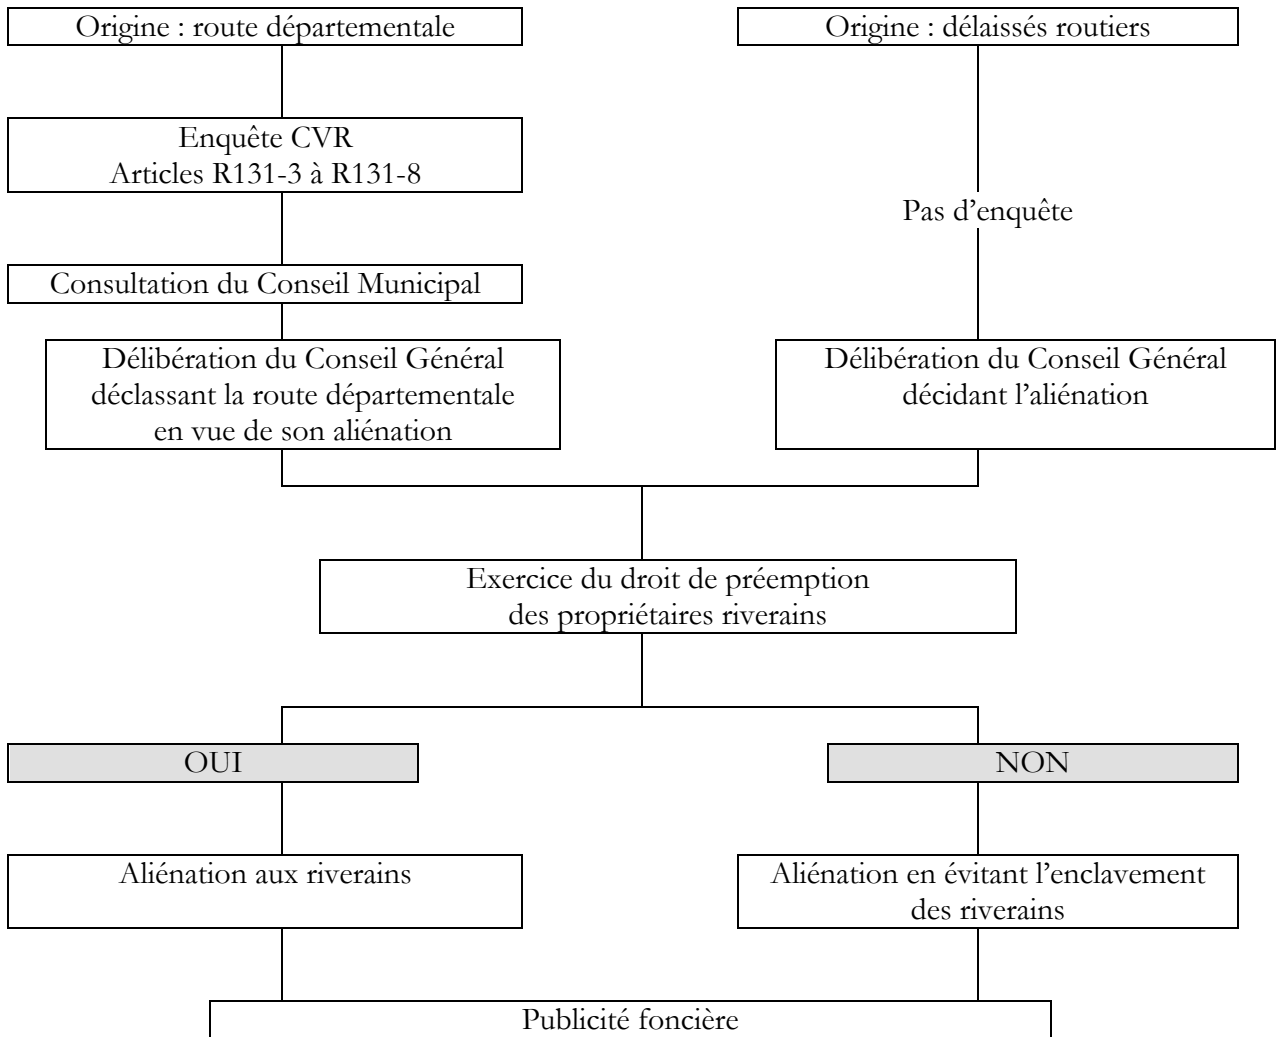 Origine : route départementale
Origine : délaissés routiers
Enquête CVR
Articles R131-3 à R131-8
Pas d’enquête
Consultation du Conseil Municipal
Délibération du Conseil Général
déclassant la route départementale
en vue de son aliénation
Délibération du Conseil Général
décidant l’aliénation
Exercice du droit de préemption
des propriétaires riverains
OUI
NON
Aliénation aux riverains
Aliénation en évitant l’enclavement
des riverains
Publicité foncière